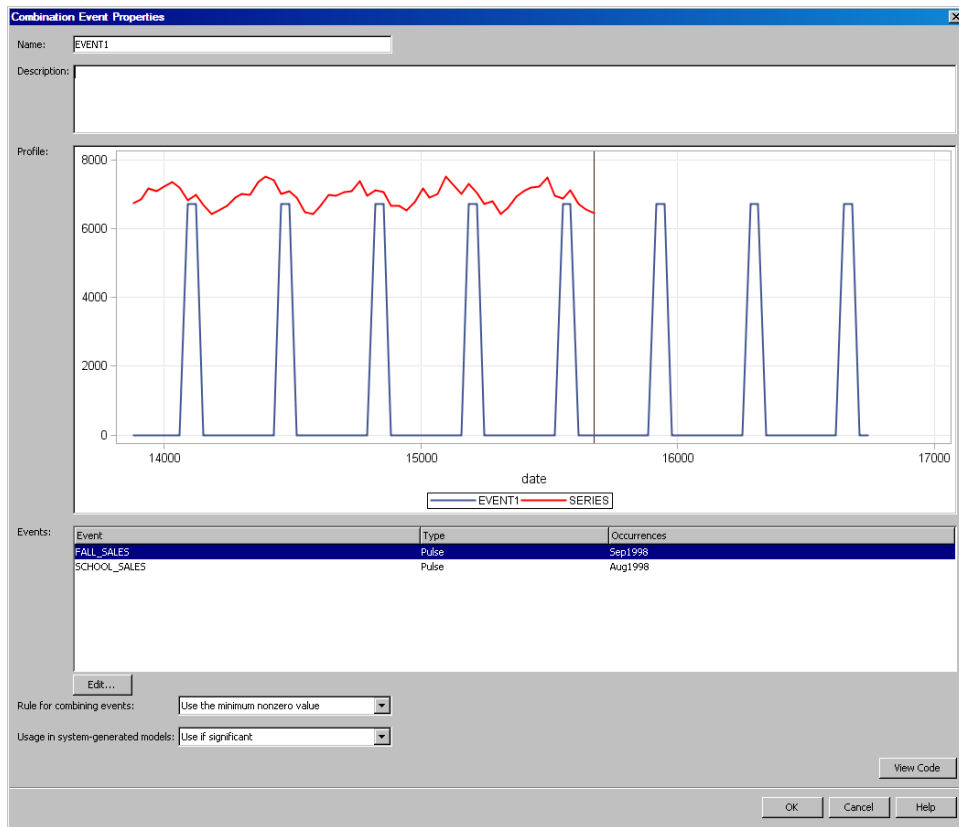 Combination Event Properties
Name: EVENT1
Description:
Profile:
8000
6000
4000
2000
0
14000 15000 16000 17000
date
EVENT1 SERIES
Events:
Event Type Occurrences
FALL_SALES Pulse Sep1998
SCHOOL_SALES Pulse Aug1998
Edit...
Rule for combining events: Use the minimum nonzero value
Usage in system-generated models: Use if significant
View Code
OK Cancel Help